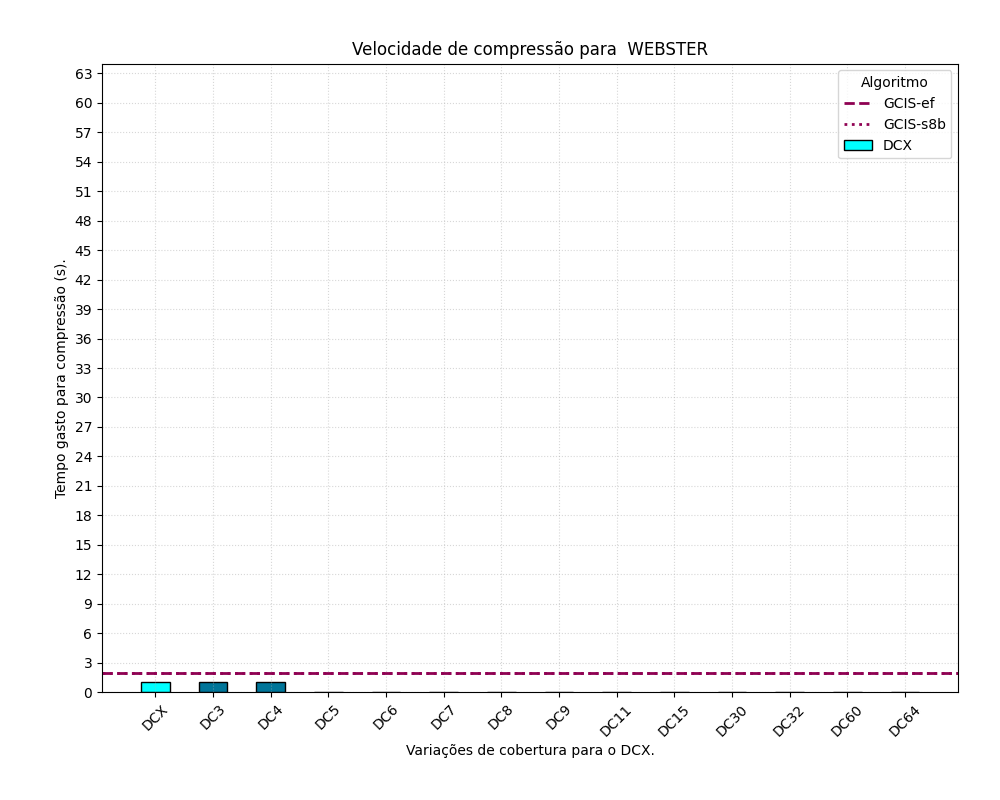 Velocidade de compressão para  WEBSTER
Algoritmo
GCIS-ef
GCIS-s8b
DCX
Tempo gasto para compressão (s).
63
60
57
54
51
48
45
42
39
36
33
30
27
24
21
18
15
12
9
6
3
0
DCX DC3 DC4 DC5 DC6 DC7 DC8 DC9 DC11 DC15 DC30 DC32 DC60 DC64
Variações de cobertura para o DCX.